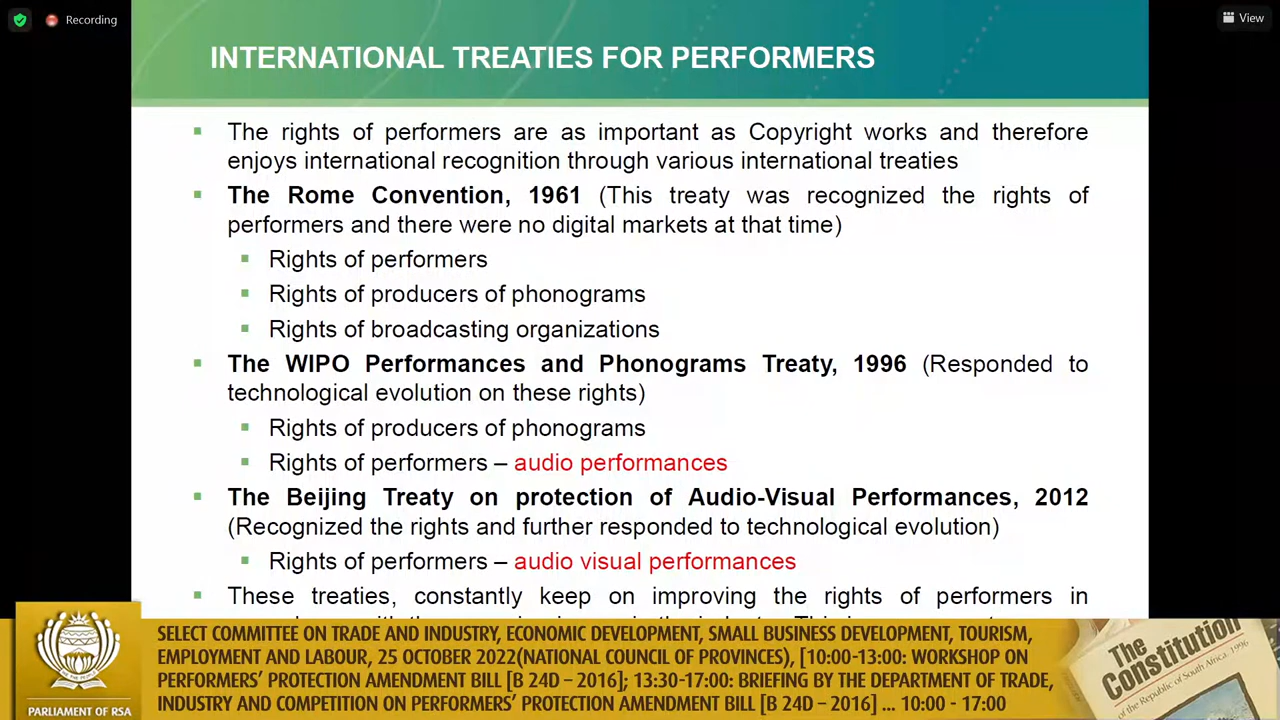 Recording
View
INTERNATIONAL TREATIES FOR PERFORMERS
The rights of performers are as important as Copyright works and therefore
enjoys international recognition through various international treaties
The Rome Convention, 1961 (This treaty was recognized the rights of
performers and there were no digital markets at that time)
Rights of performers
Rights of producers of phonograms
Rights of broadcasting organizations
The WIPO Performances and Phonograms Treaty, 1996 (Responded to
technological evolution on these rights)
Rights of producers of phonograms
Rights of performers – audio performances
The Beijing Treaty on protection of Audio-Visual Performances, 2012
(Recognized the rights and further responded to technological evolution)
Rights of performers – audio visual performances
These treaties, constantly keep on improving the rights of performers in
SELECT COMMITTEE ON TRADE AND INDUSTRY, ECONOMIC DEVELOPMENT, SMALL BUSINESS DEVELOPMENT, TOURISM,
EMPLOYMENT AND LABOUR, 25 OCTOBER 2022(NATIONAL COUNCIL OF PROVINCES), [10:00-13:00: WORKSHOP ON
PERFORMERS' PROTECTION AMENDMENT BILL [B 24D – 2016]; 13:30-17:00: BRIEFING BY THE DEPARTMENT OF TRADE,
INDUSTRY AND COMPETITION ON PERFORMERS' PROTECTION AMENDMENT BILL [B 24D – 2016] ... 10:00 - 17:00
PARLIAMENT OF RSA
The
Constitution
of the Republic of South Africa, 1996